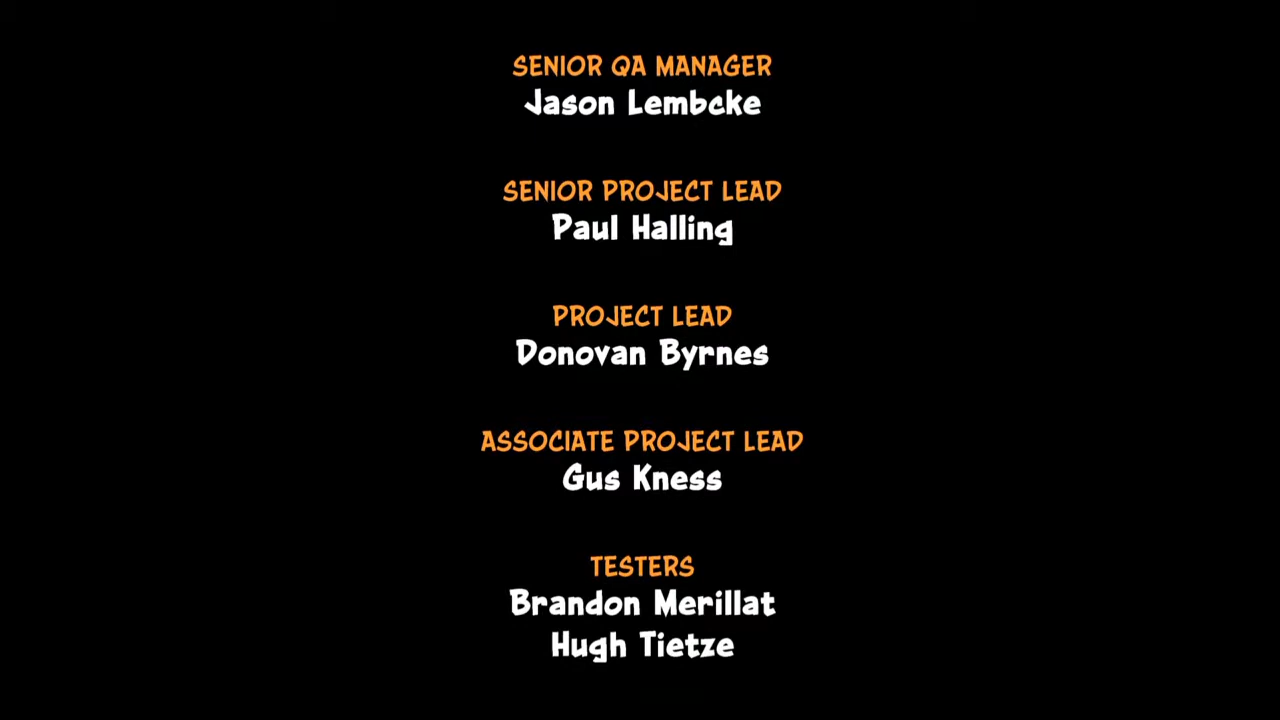 SENIOR QA MANAGER
Jason Lembcke
SENIOR PROJECT LEAD
Paul Halling
PROJECT LEAD
Donovan Byrnes
ASSOCIATE PROJECT LEAD
Gus Kness
TESTERS
Brandon Merillat
Hugh Tietze